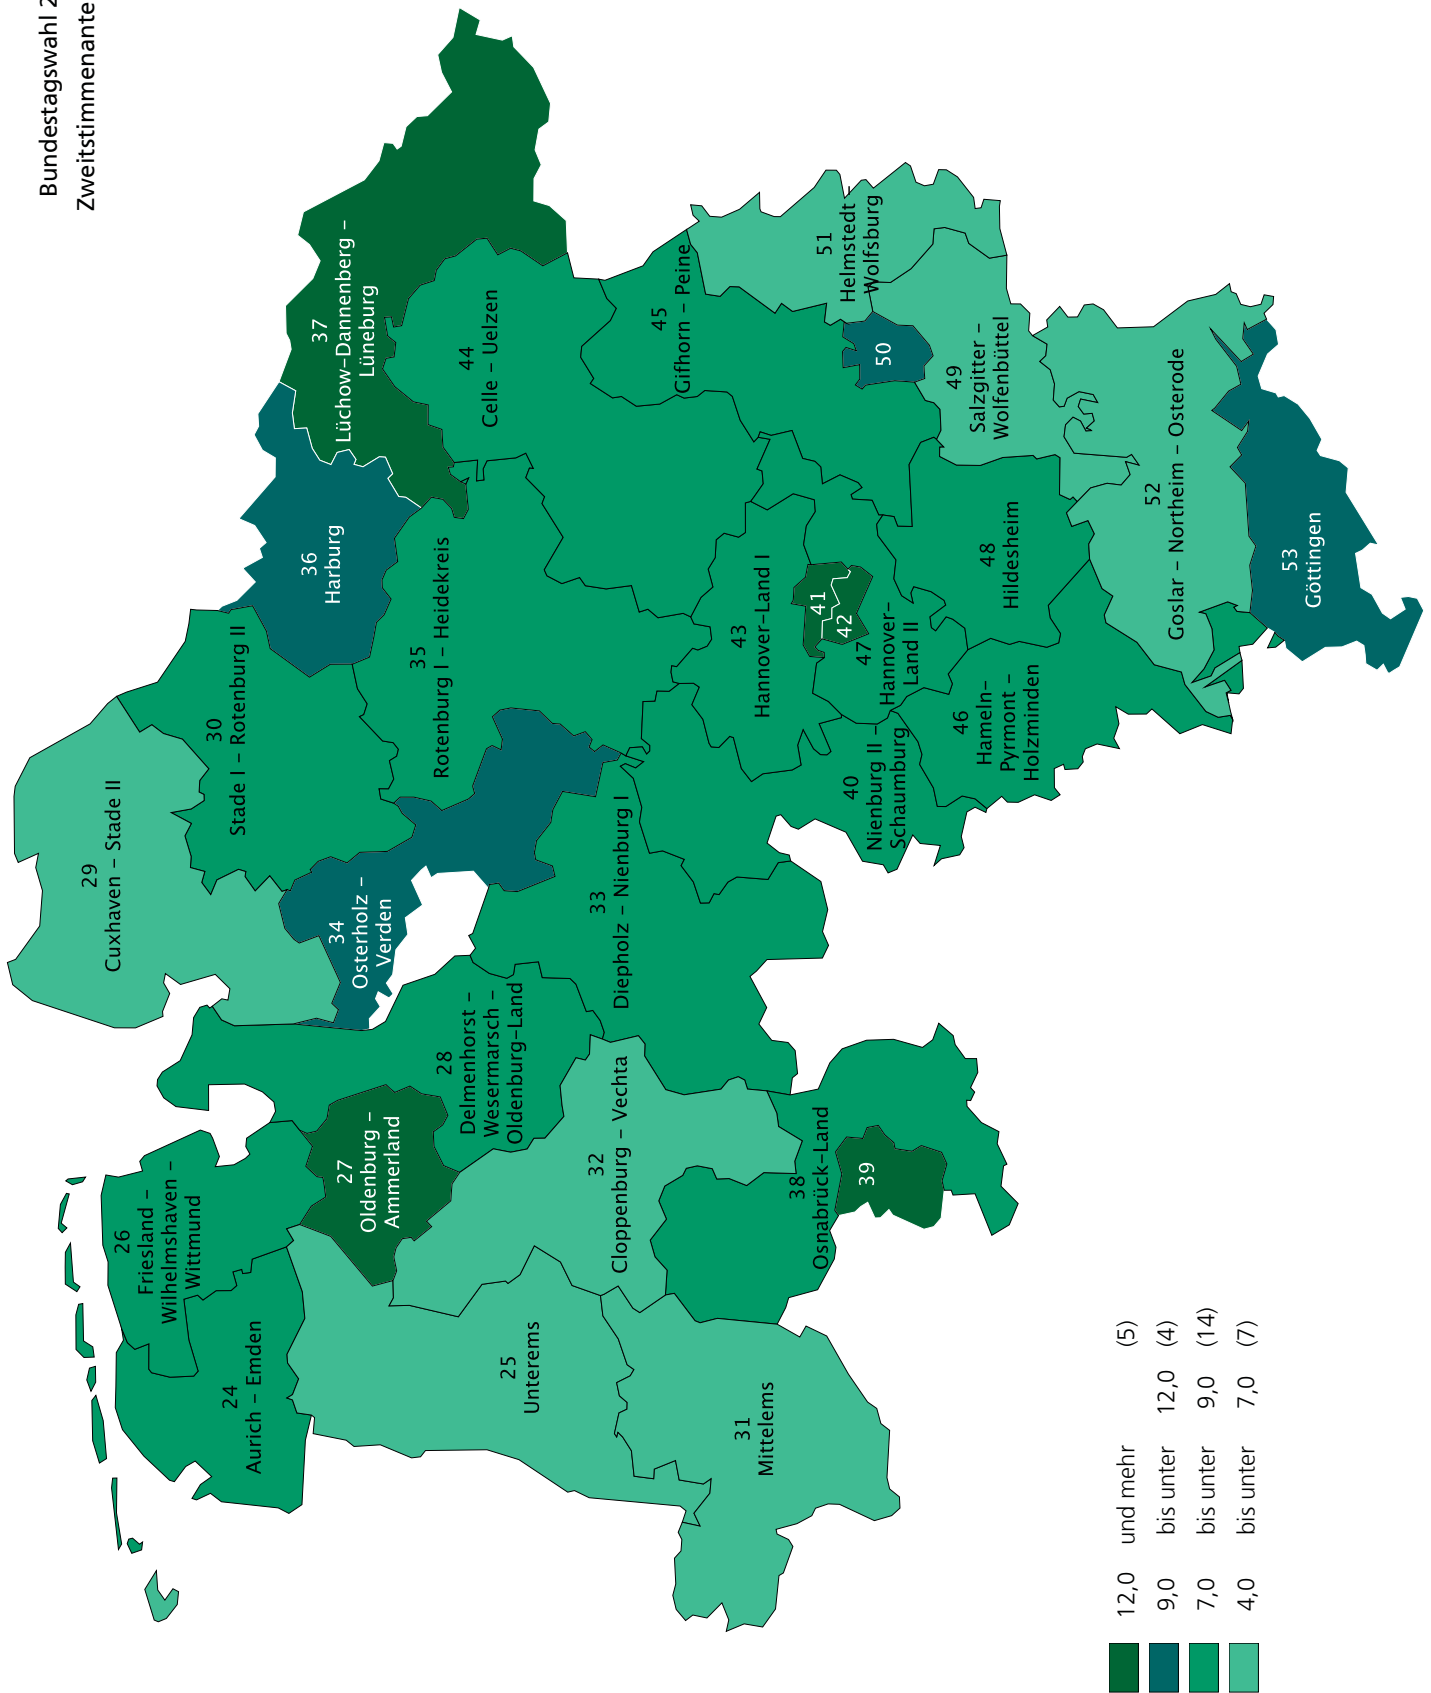 Bundestagswahl 2
Zweitstimmenante
24
Aurich – Emden
25
Unterems
26
Friesland –
Wilhelmshaven –
Wittmund
27
Oldenburg –
Ammerland
28
Delmenhorst –
Wesermarsch –
Oldenburg–Land
29
Cuxhaven – Stade II
30
Stade I – Rotenburg II
31
Mittelems
32
Cloppenburg – Vechta
33
Diepholz – Nienburg I
34
Osterholz –
Verden
35
Rotenburg I – Heidekreis
36
Harburg
37
Lüchow–Dannenberg –
Lüneburg
38
Osnabrück–Land
39
40
Nienburg II –
Schaumburg
41
42
43
Hannover–Land I
44
Celle – Uelzen
45
Gifhorn – Peine
46
Hameln–
Pyrmont –
Holzminden
47
Hannover–
Land II
48
Hildesheim
49
Salzgitter –
Wolfenbüttel
50
51
Helmstedt –
Wolfsburg
52
Goslar – Northeim – Osterode
53
Göttingen
12,0 und mehr (5)
9,0 bis unter 12,0 (4)
7,0 bis unter 9,0 (14)
4,0 bis unter 7,0 (7)